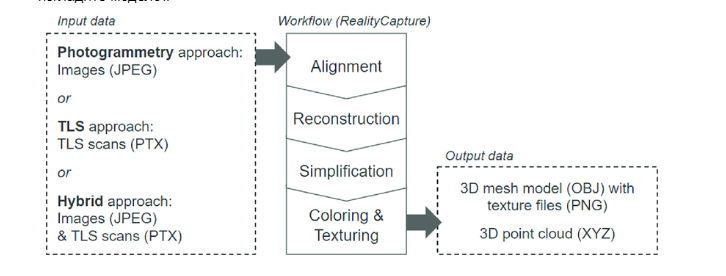 Input data
Photogrammetry approach:
Images (JPEG)
or
TLS approach:
TLS scans (PTX)
or
Hybrid approach:
Images (JPEG)
& TLS scans (PTX)
Workflow (RealityCapture)
Alignment
Reconstruction
Simplification
Coloring &
Texturing
Output data
3D mesh model (OBJ) with
texture files (PNG)
3D point cloud (XYZ)